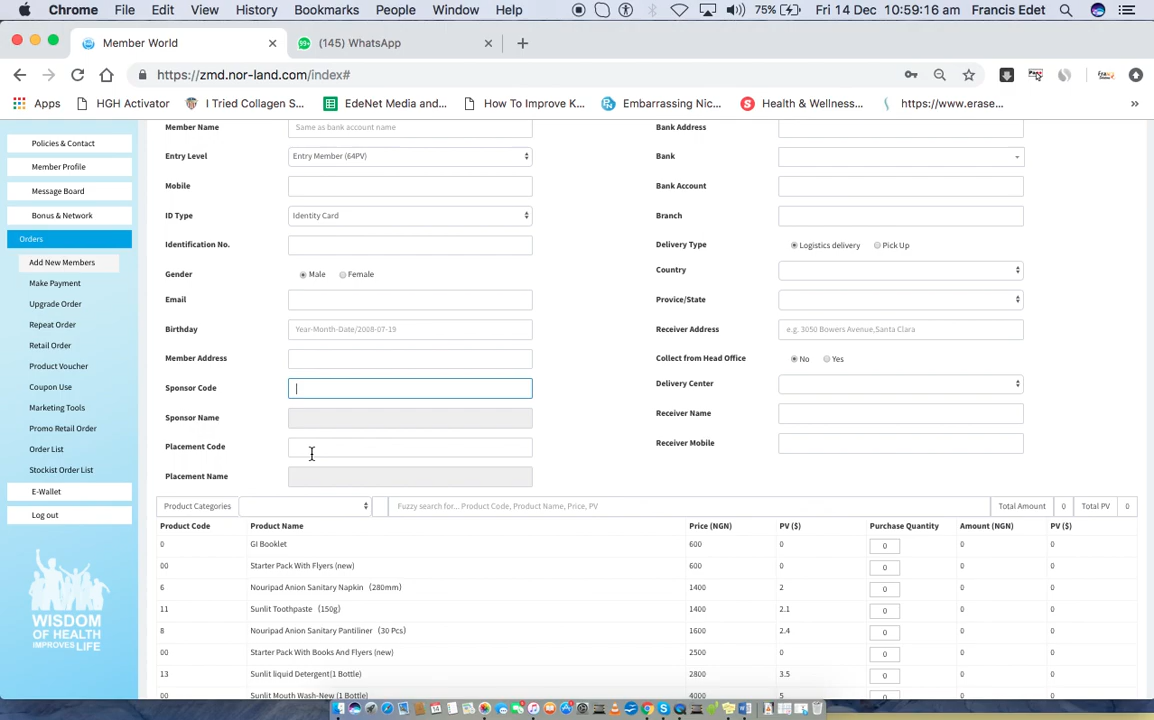 Chrome File Edit View History Bookmarks People Window Help 75% Fri 14 Dec 10:59:16 am Francis Edet
Member World (145) WhatsApp
99+
https://zmd.nor-land.com/index#
Apps HGH Activator I Tried Collagen S... EdeNet Media and... How To Improve K... Embarrassing Nic... Health & Wellness... https://www.erase... »
Policies & Contact
Member Profile
Message Board
Bonus & Network
Orders
Add New Members
Make Payment
Upgrade Order
Repeat Order
Retail Order
Product Voucher
Coupon Use
Marketing Tools
Promo Retail Order
Order List
Stockist Order List
E-Wallet
Log out
WISDOM
OF HEALTH
IMPROVES LIFE
Member Name Same as bank account name
Entry Level Entry Member (64PV)
Mobile
ID Type Identity Card
Identification No.
Gender Male Female
Email
Birthday Year-Month-Date/2008-07-19
Member Address
Sponsor Code
Sponsor Name
Placement Code
Placement Name
Bank Address
Bank
Bank Account
Branch
Delivery Type Logistics delivery Pick Up
Country
Provice/State
Receiver Address e.g. 3050 Bowers Avenue,Santa Clara
Collect from Head Office No Yes
Delivery Center
Receiver Name
Receiver Mobile
Product Categories Fuzzy search for... Product Code, Product Name, Price, PV Total Amount 0 Total PV 0
Product Code Product Name Price (NGN) PV ($) Purchase Quantity Amount (NGN) PV ($)
0 GI Booklet 600 0 0 0 0
00 Starter Pack With Flyers (new) 600 0 0 0 0
6 Nouripad Anion Sanitary Napkin （280mm） 1400 2 0 0 0
11 Sunlit Toothpaste （150g） 1400 2.1 0 0 0
8 Nouripad Anion Sanitary Pantiliner （30 Pcs） 1600 2.4 0 0 0
00 Starter Pack With Books And Flyers (new) 2500 0 0 0 0
13 Sunlit liquid Detergent(1 Bottle) 2800 3.5 0 0 0
00 Sunlit Mouth Wash-New (1 Bottle) 4000 5 0 0 0